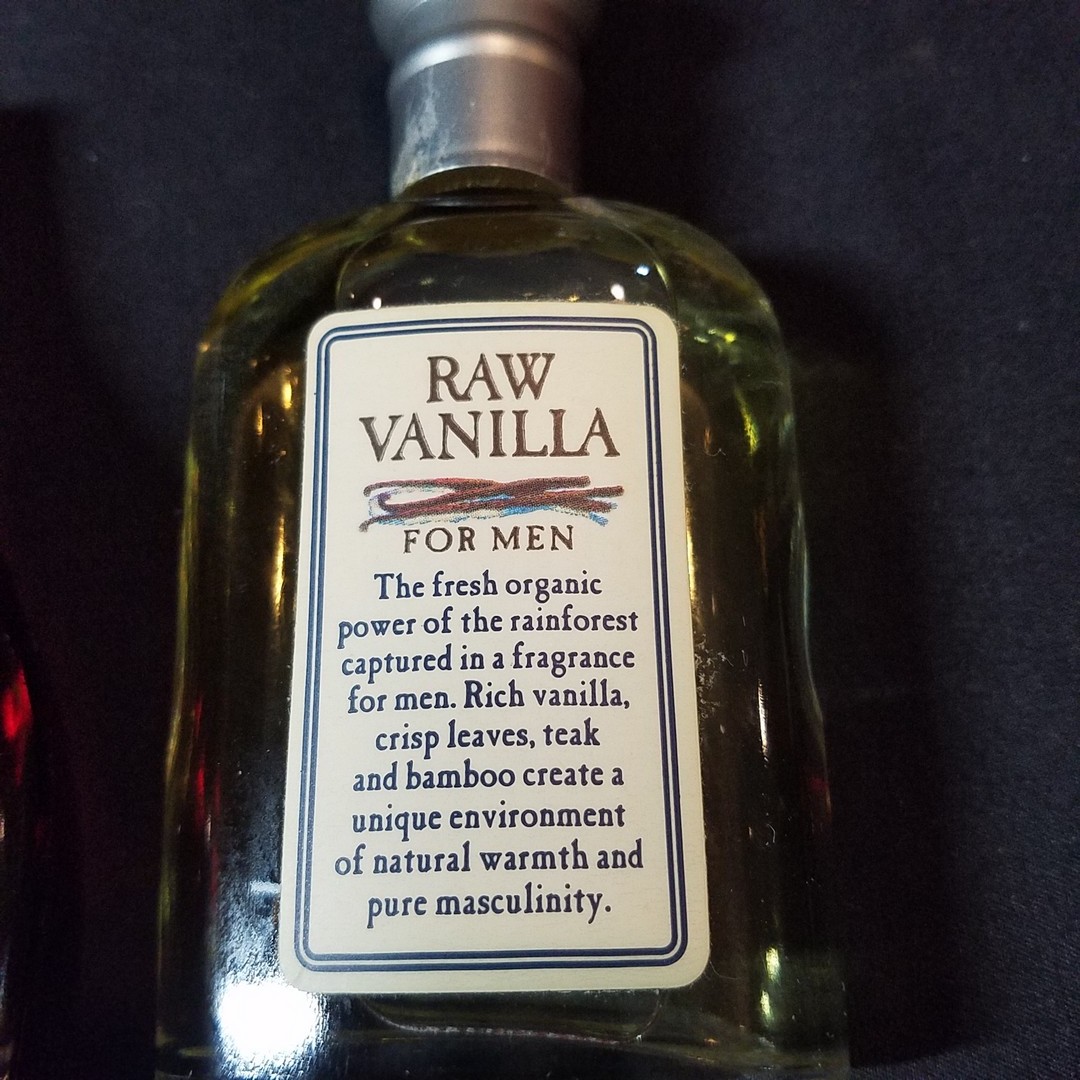 RAW
VANILLA
FOR MEN
The fresh organic
power of the rainforest
captured in a fragrance
for men. Rich vanilla,
crisp leaves, teak
and bamboo create a
unique environment
of natural warmth and
pure masculinity.